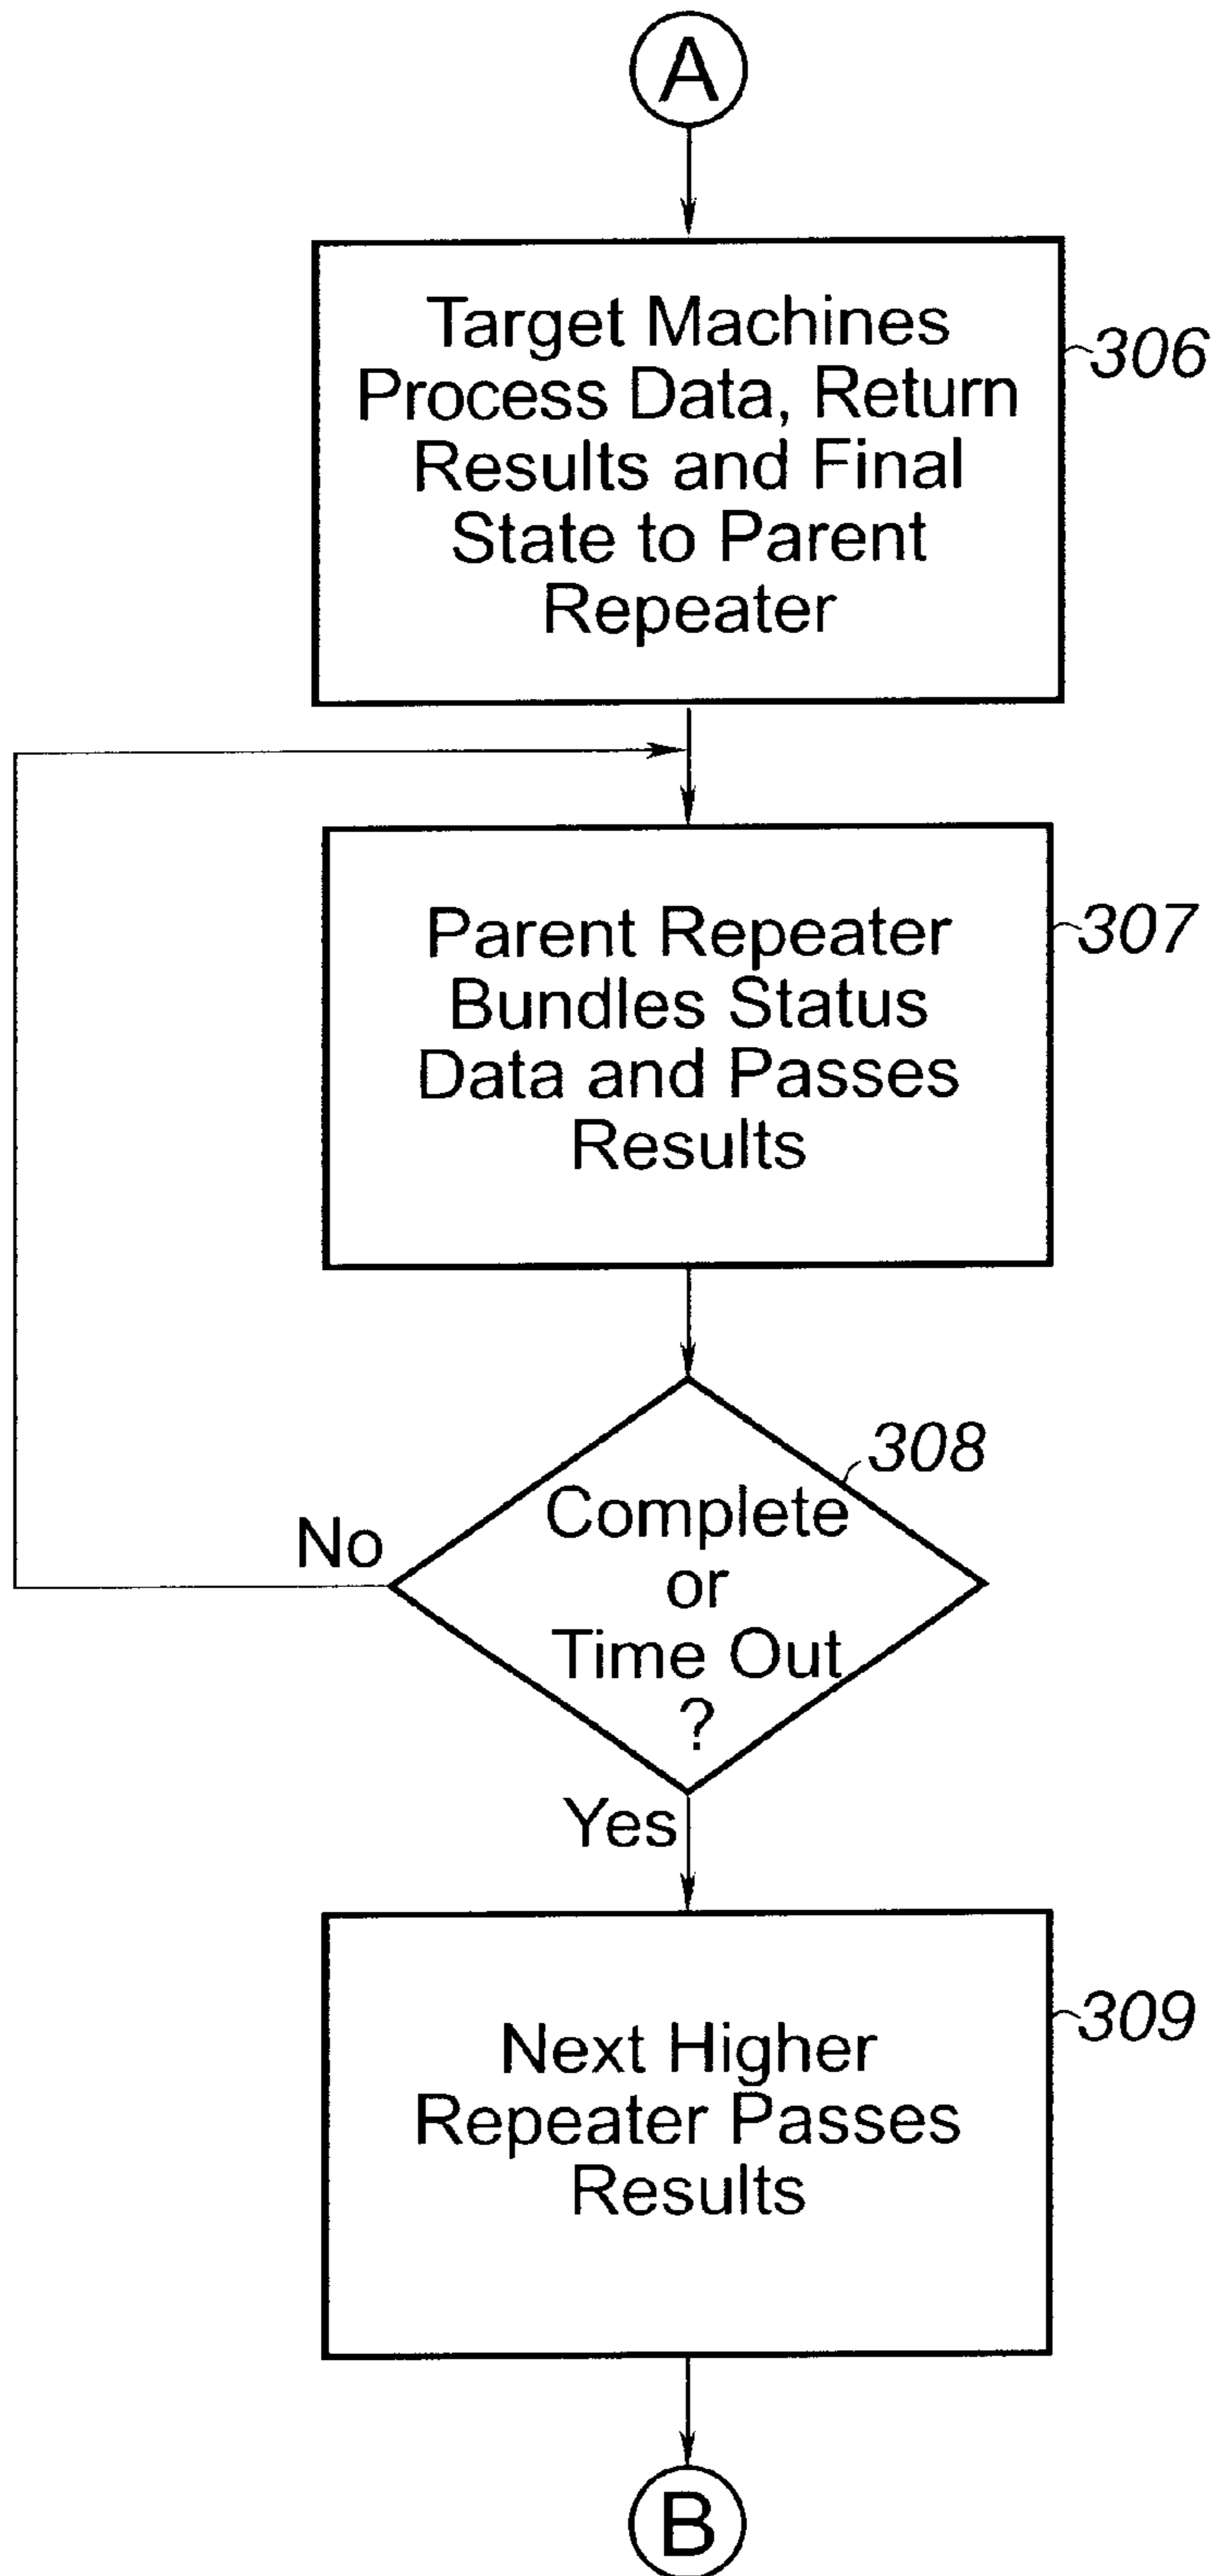 A
Target Machines
Process Data, Return
Results and Final
State to Parent
Repeater
306
Parent Repeater
Bundles Status
Data and Passes
Results
307
308
Complete
or
Time Out
?
No
Yes
Next Higher
Repeater Passes
Results
309
B